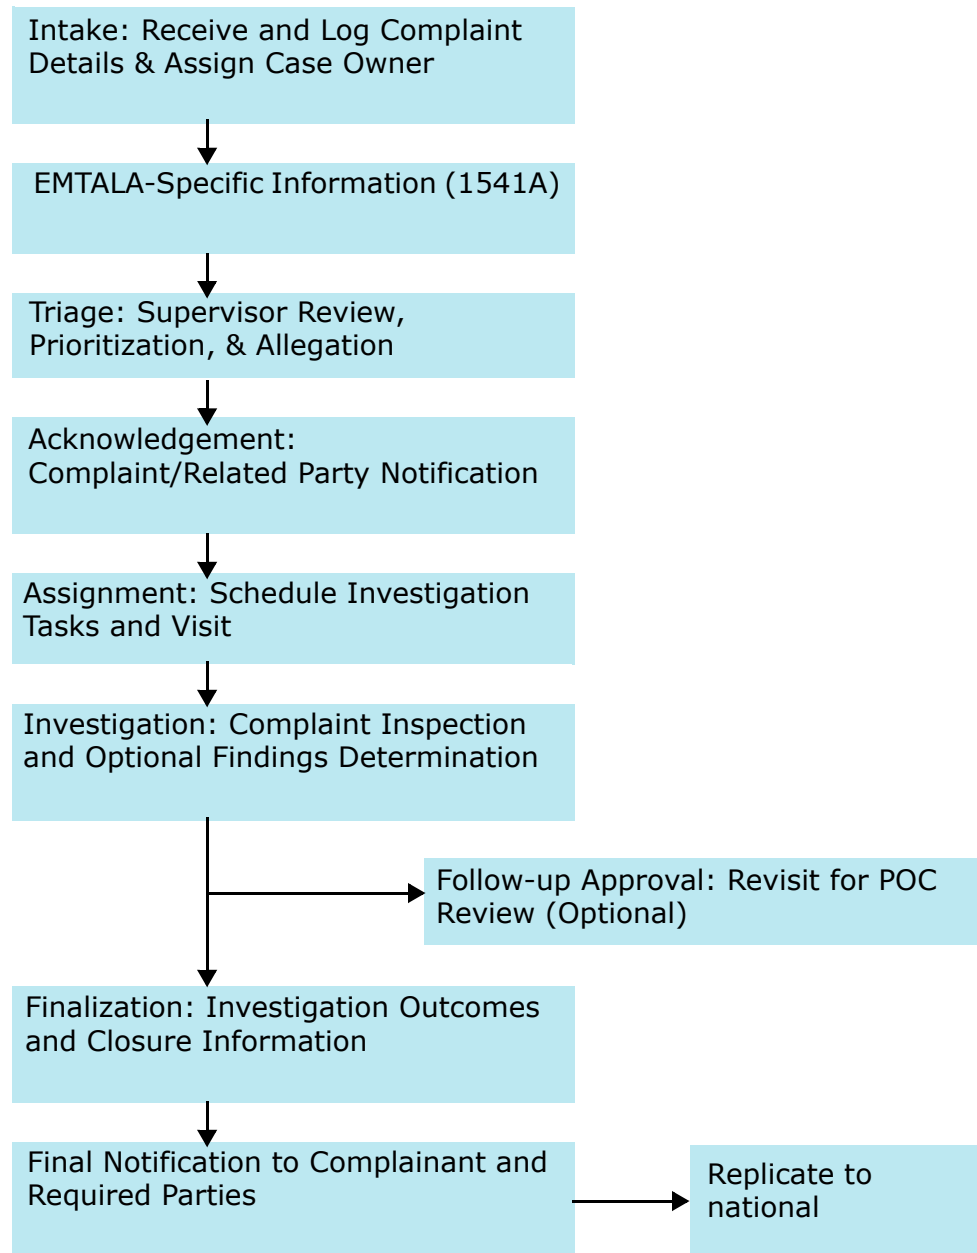 Intake: Receive and Log Complaint
Details & Assign Case Owner
EMTALA-Specific Information (1541A)
Triage: Supervisor Review,
Prioritization, & Allegation
Acknowledgement:
Complaint/Related Party Notification
Assignment: Schedule Investigation
Tasks and Visit
Investigation: Complaint Inspection
and Optional Findings Determination
Follow-up Approval: Revisit for POC
Review (Optional)
Finalization: Investigation Outcomes
and Closure Information
Final Notification to Complainant and
Required Parties
Replicate to
national